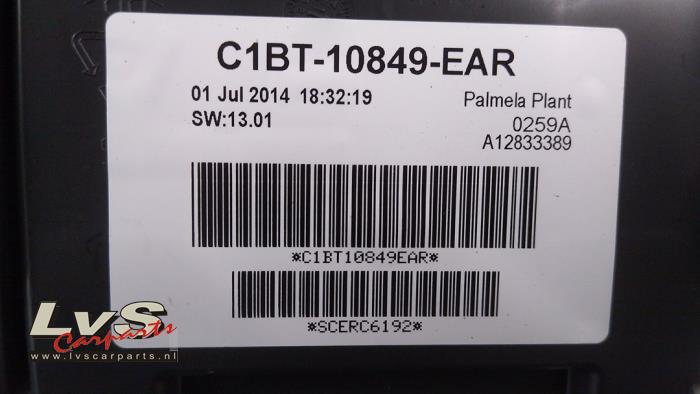 C1BT-10849-EAR
01 Jul 2014 18:32:19
Palmela Plant
SW:13.01
0259A
A12833389
*C1BT10849EAR*
*SCERC6192*
LvS
Carparts
www.lvscarparts.nl